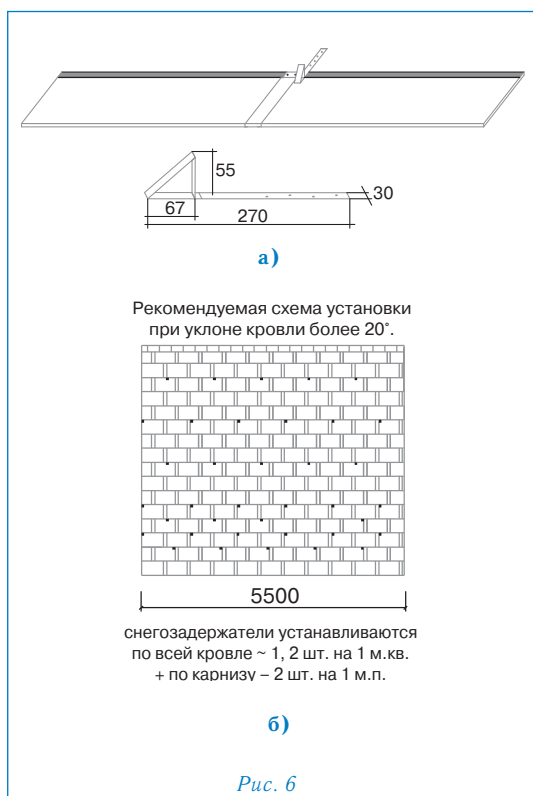 55
67
30
270
а)
Рекомендуемая схема установки
при уклоне кровли более 20°.
5500
снегозадержатели устанавливаются
по всей кровле ~ 1, 2 шт. на 1 м.кв.
+ по карнизу – 2 шт. на 1 м.п.
б)
Рис. 6